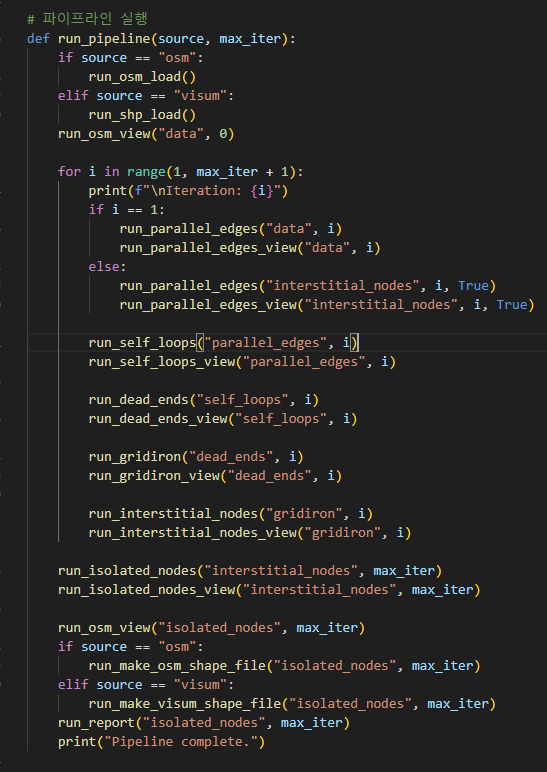 # 파이프라인 실행
def run_pipeline(source, max_iter):
    if source == "osm":
        run_osm_load()
    elif source == "visum":
        run_shp_load()
    run_osm_view("data", 0)

    for i in range(1, max_iter + 1):
        print(f"\nIteration: {i}")
        if i == 1:
            run_parallel_edges("data", i)
            run_parallel_edges_view("data", i)
        else:
            run_parallel_edges("interstitial_nodes", i, True)
            run_parallel_edges_view("interstitial_nodes", i, True)

        run_self_loops("parallel_edges", i)
        run_self_loops_view("parallel_edges", i)

        run_dead_ends("self_loops", i)
        run_dead_ends_view("self_loops", i)

        run_gridiron("dead_ends", i)
        run_gridiron_view("dead_ends", i)

        run_interstitial_nodes("gridiron", i)
        run_interstitial_nodes_view("gridiron", i)

    run_isolated_nodes("interstitial_nodes", max_iter)
    run_isolated_nodes_view("interstitial_nodes", max_iter)

    run_osm_view("isolated_nodes", max_iter)
    if source == "osm":
        run_make_osm_shape_file("isolated_nodes", max_iter)
    elif source == "visum":
        run_make_visum_shape_file("isolated_nodes", max_iter)
    run_report("isolated_nodes", max_iter)
    print("Pipeline complete.")